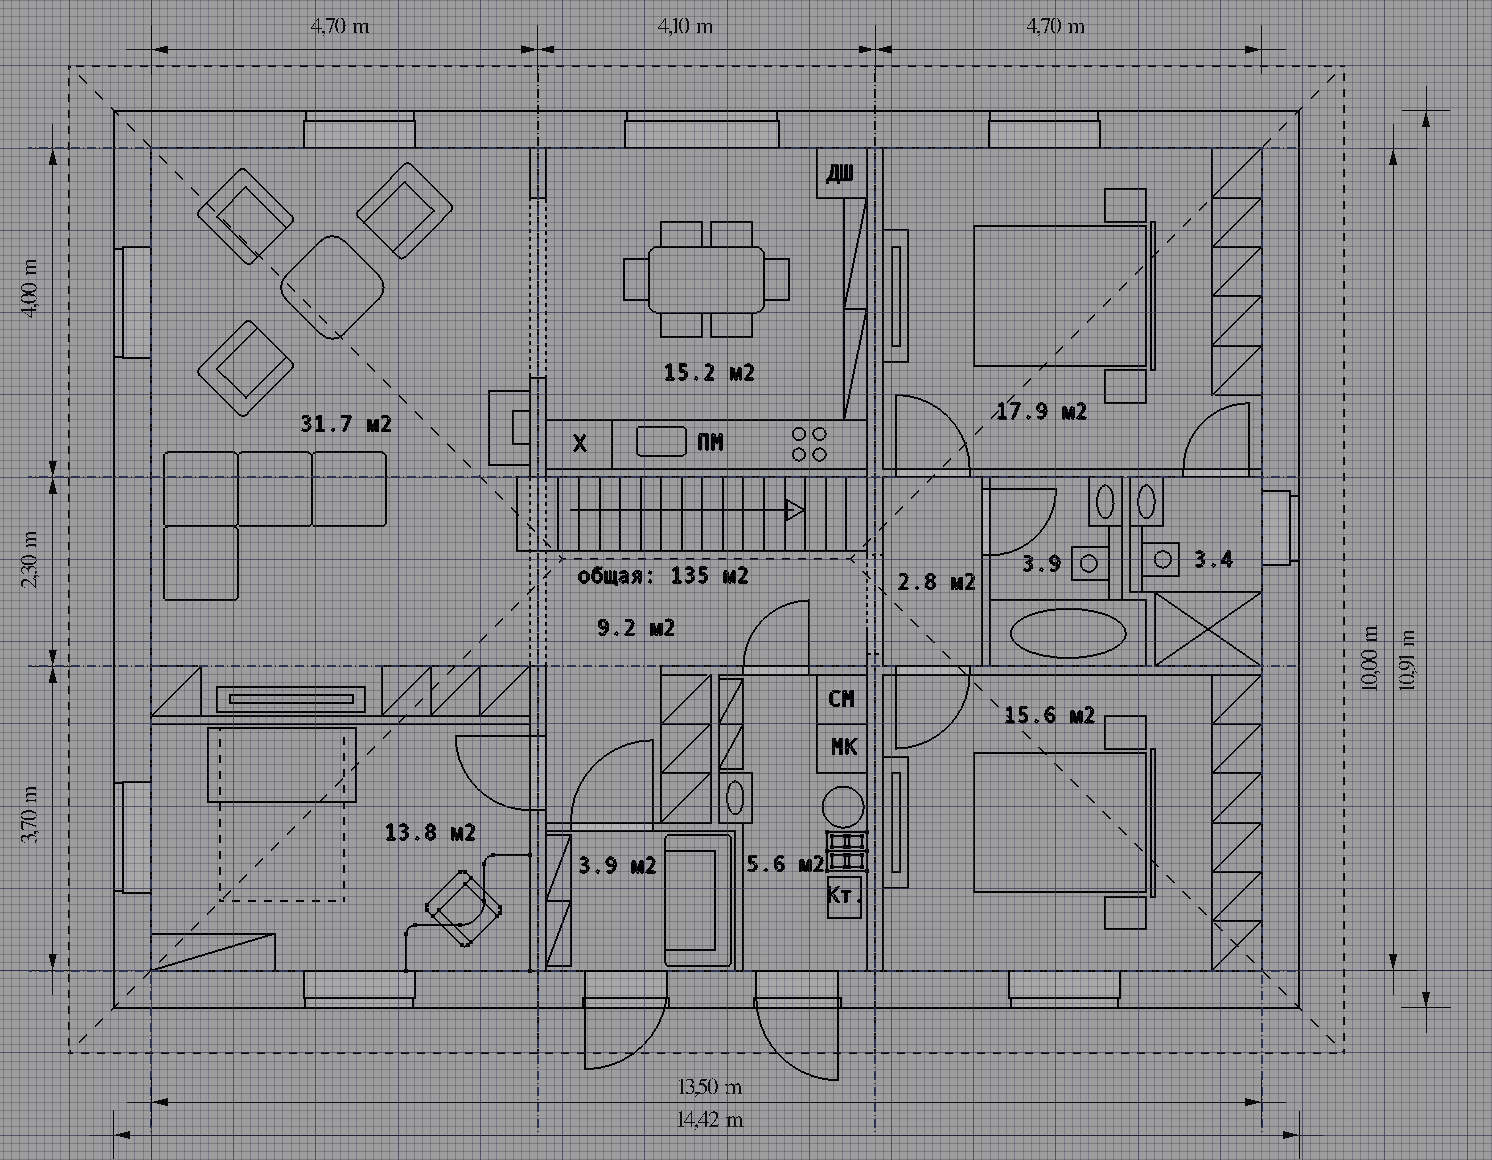 4,70 m 4,10 m 4,70 m
ДШ
4,00 m
15.2 м2
17.9 м2
31.7 м2
Х ПМ
2,30 m
3.9 3.4
общая: 135 м2
2.8 м2
9.2 м2
10,00 m
10,91 m
СМ
15.6 м2
МК
3,70 m
13.8 м2
3.9 м2 5.6 м2
Кт.
13,50 m
14,42 m